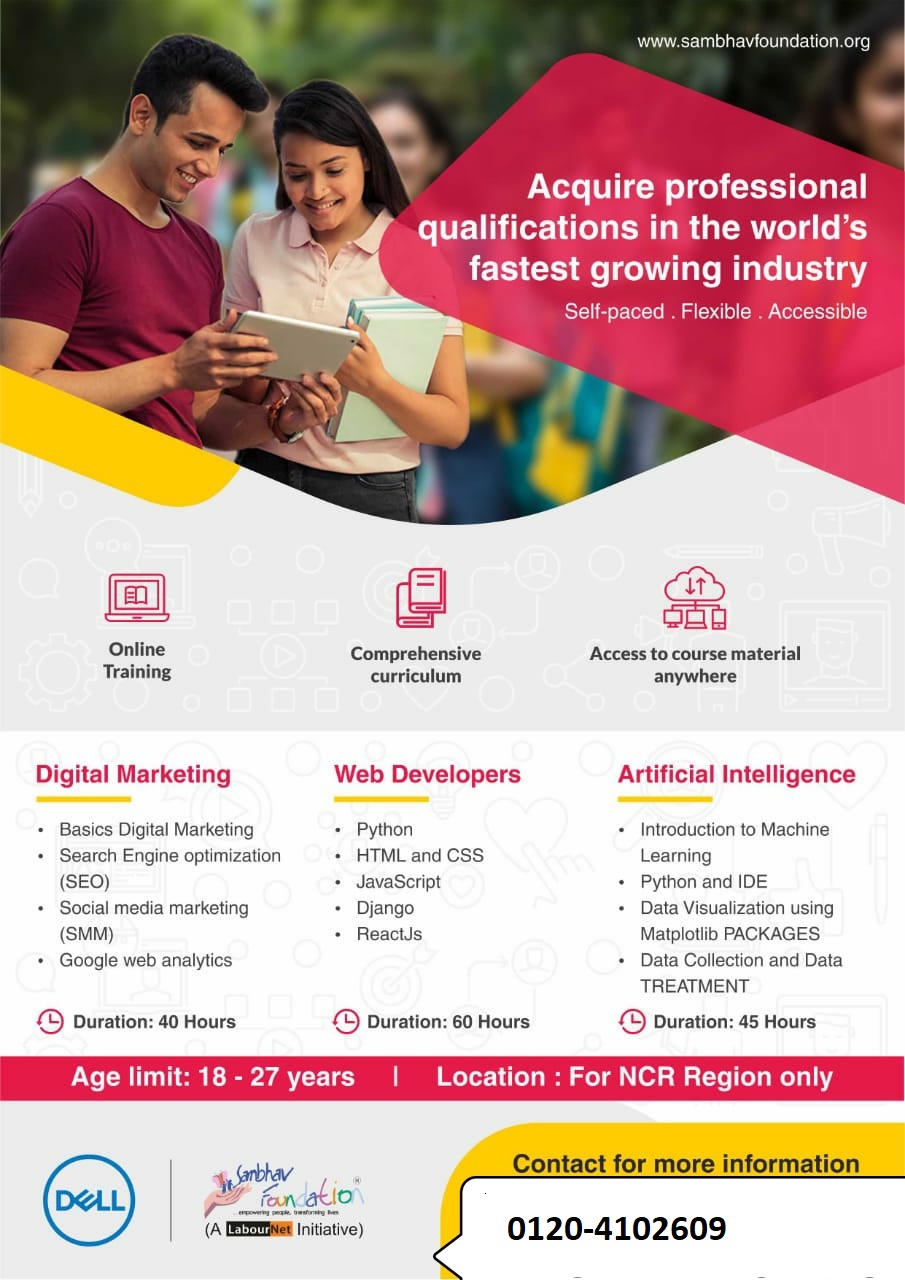 www.sambhavfoundation.org
Acquire professional
qualifications in the world's
fastest growing industry
Self-paced . Flexible . Accessible
Online
Training
Comprehensive
curriculum
Access to course material
anywhere
Digital Marketing
• Basics Digital Marketing
• Search Engine optimization
(SEO)
• Social media marketing
(SMM)
• Google web analytics
Duration: 40 Hours
Web Developers
• Python
• HTML and CSS
• JavaScript
• Django
• ReactJs
Duration: 60 Hours
Artificial Intelligence
• Introduction to Machine
Learning
• Python and IDE
• Data Visualization using
Matplotlib PACKAGES
• Data Collection and Data
TREATMENT
Duration: 45 Hours
Age limit: 18 - 27 years | Location : For NCR Region only
DELL
Sambhav
Foundation
...empowering people, transforming lives
(A LabourNet Initiative)
Contact for more information
0120-4102609